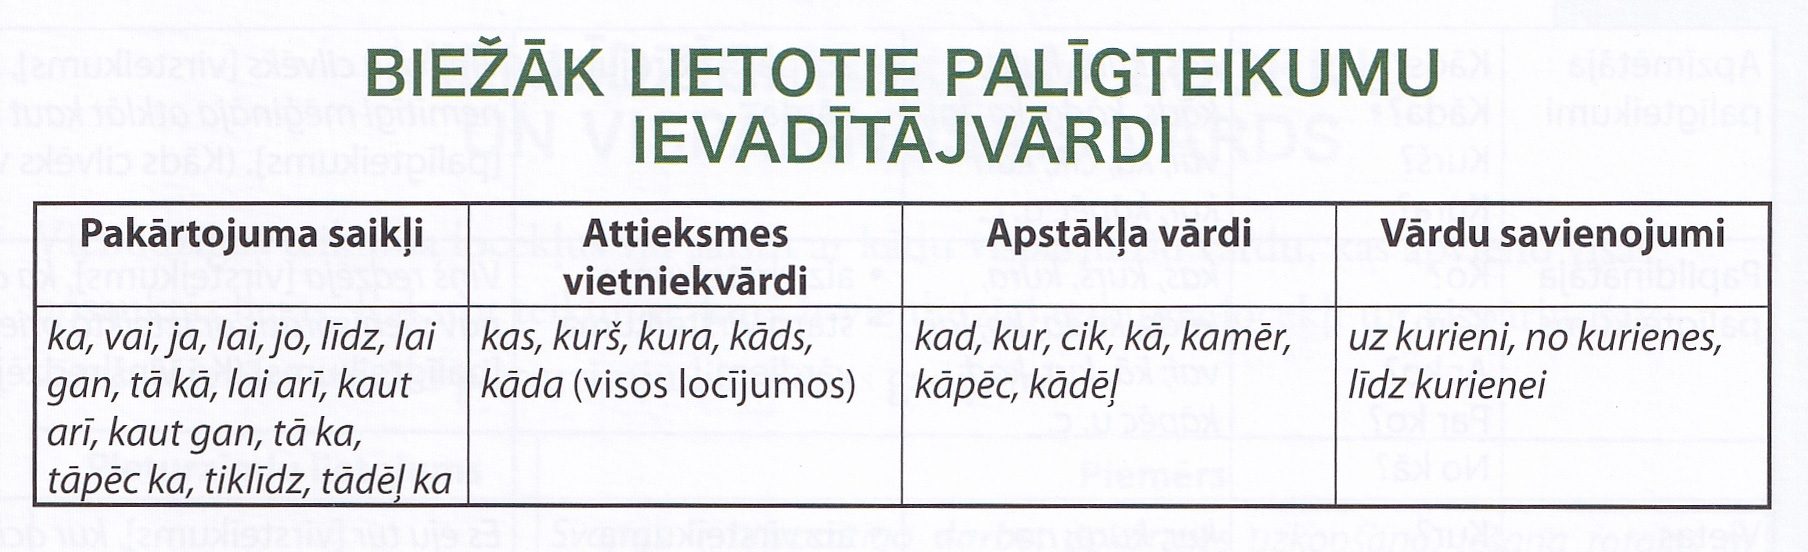 BIEŽĀK LIETOTIE PALĪGTEIKUMU
IEVADĪTĀJVĀRDI
Pakārtojuma saikļi
Attieksmes
vietniekvārdi
Apstākļa vārdi
Vārdu savienojumi
ka, vai, ja, lai, jo, līdz, lai
gan, tā kā, lai arī, kaut
arī, kaut gan, tā ka,
tāpēc ka, tiklīdz, tādēļ ka
kas, kurš, kura, kāds,
kāda (visos locījumos)
kad, kur, cik, kā, kamēr,
kāpēc, kādēļ
uz kurieni, no kurienes,
līdz kurienei